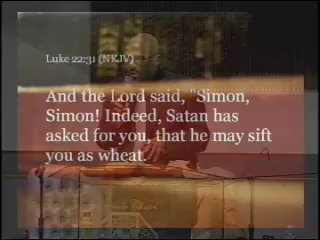 Luke 22:31 (NKJV)
And the Lord said, "Simon,
Simon! Indeed, Satan has
asked for you, that he may sift
you as wheat.